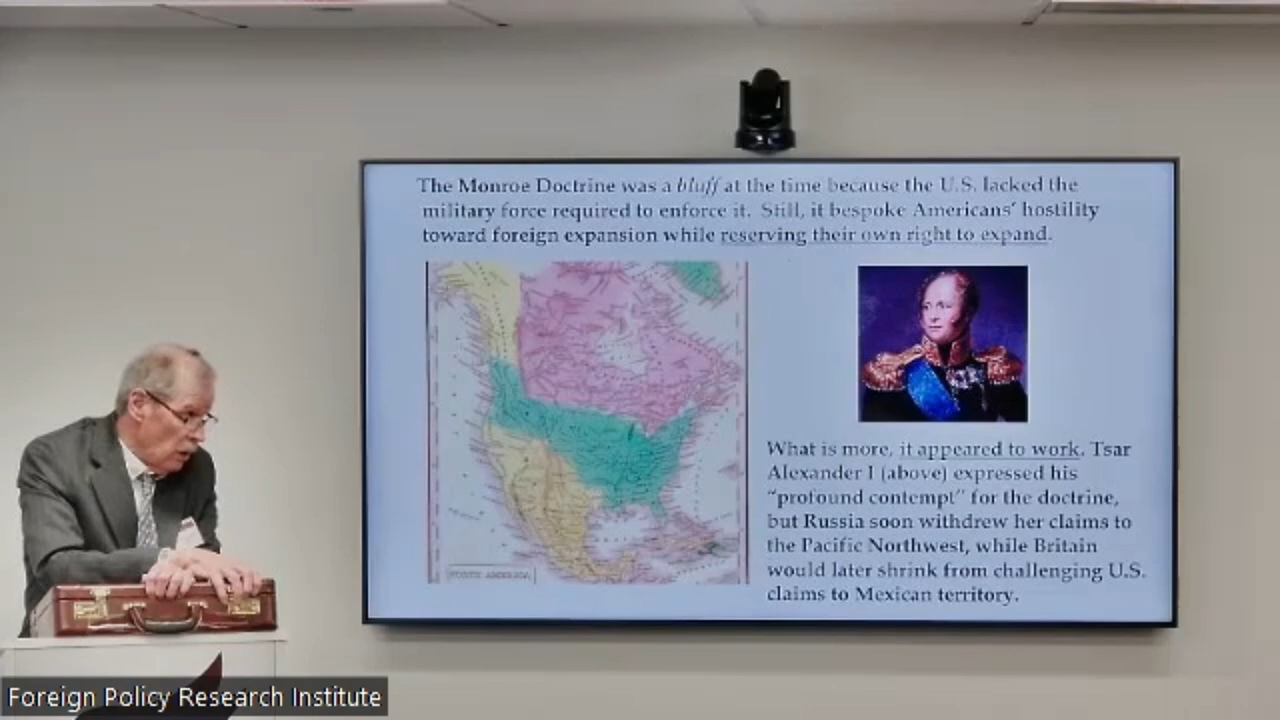 The Monroe Doctrine was a bluff at the time because the U.S. lacked the
military force required to enforce it. Still, it bespoke Americans' hostility
toward foreign expansion while reserving their own right to expand.
NORTH AMERICA
What is more, it appeared to work. Tsar
Alexander I (above) expressed his
"profound contempt" for the doctrine,
but Russia soon withdrew her claims to
the Pacific Northwest, while Britain
would later shrink from challenging U.S.
claims to Mexican territory.
Foreign Policy Research Institute